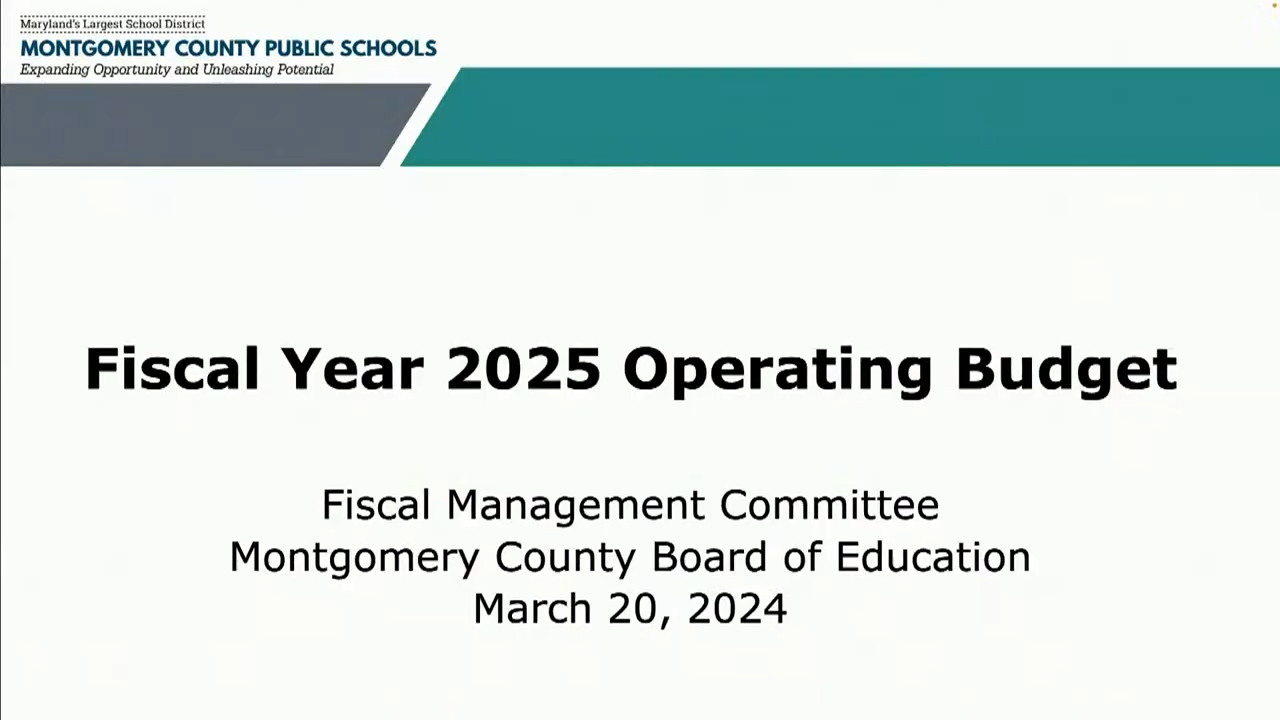 Maryland's Largest School District
MONTGOMERY COUNTY PUBLIC SCHOOLS
Expanding Opportunity and Unleashing Potential
Fiscal Year 2025 Operating Budget
Fiscal Management Committee
Montgomery County Board of Education
March 20, 2024